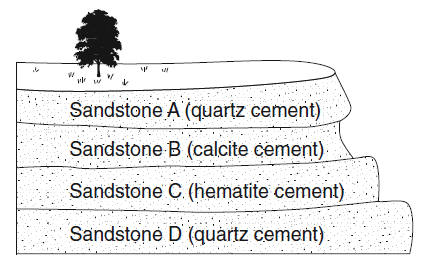 Sandstone A (quartz cement)
Sandstone B (calcite cement)
Sandstone C (hematite cement)
Sandstone D (quartz cement)